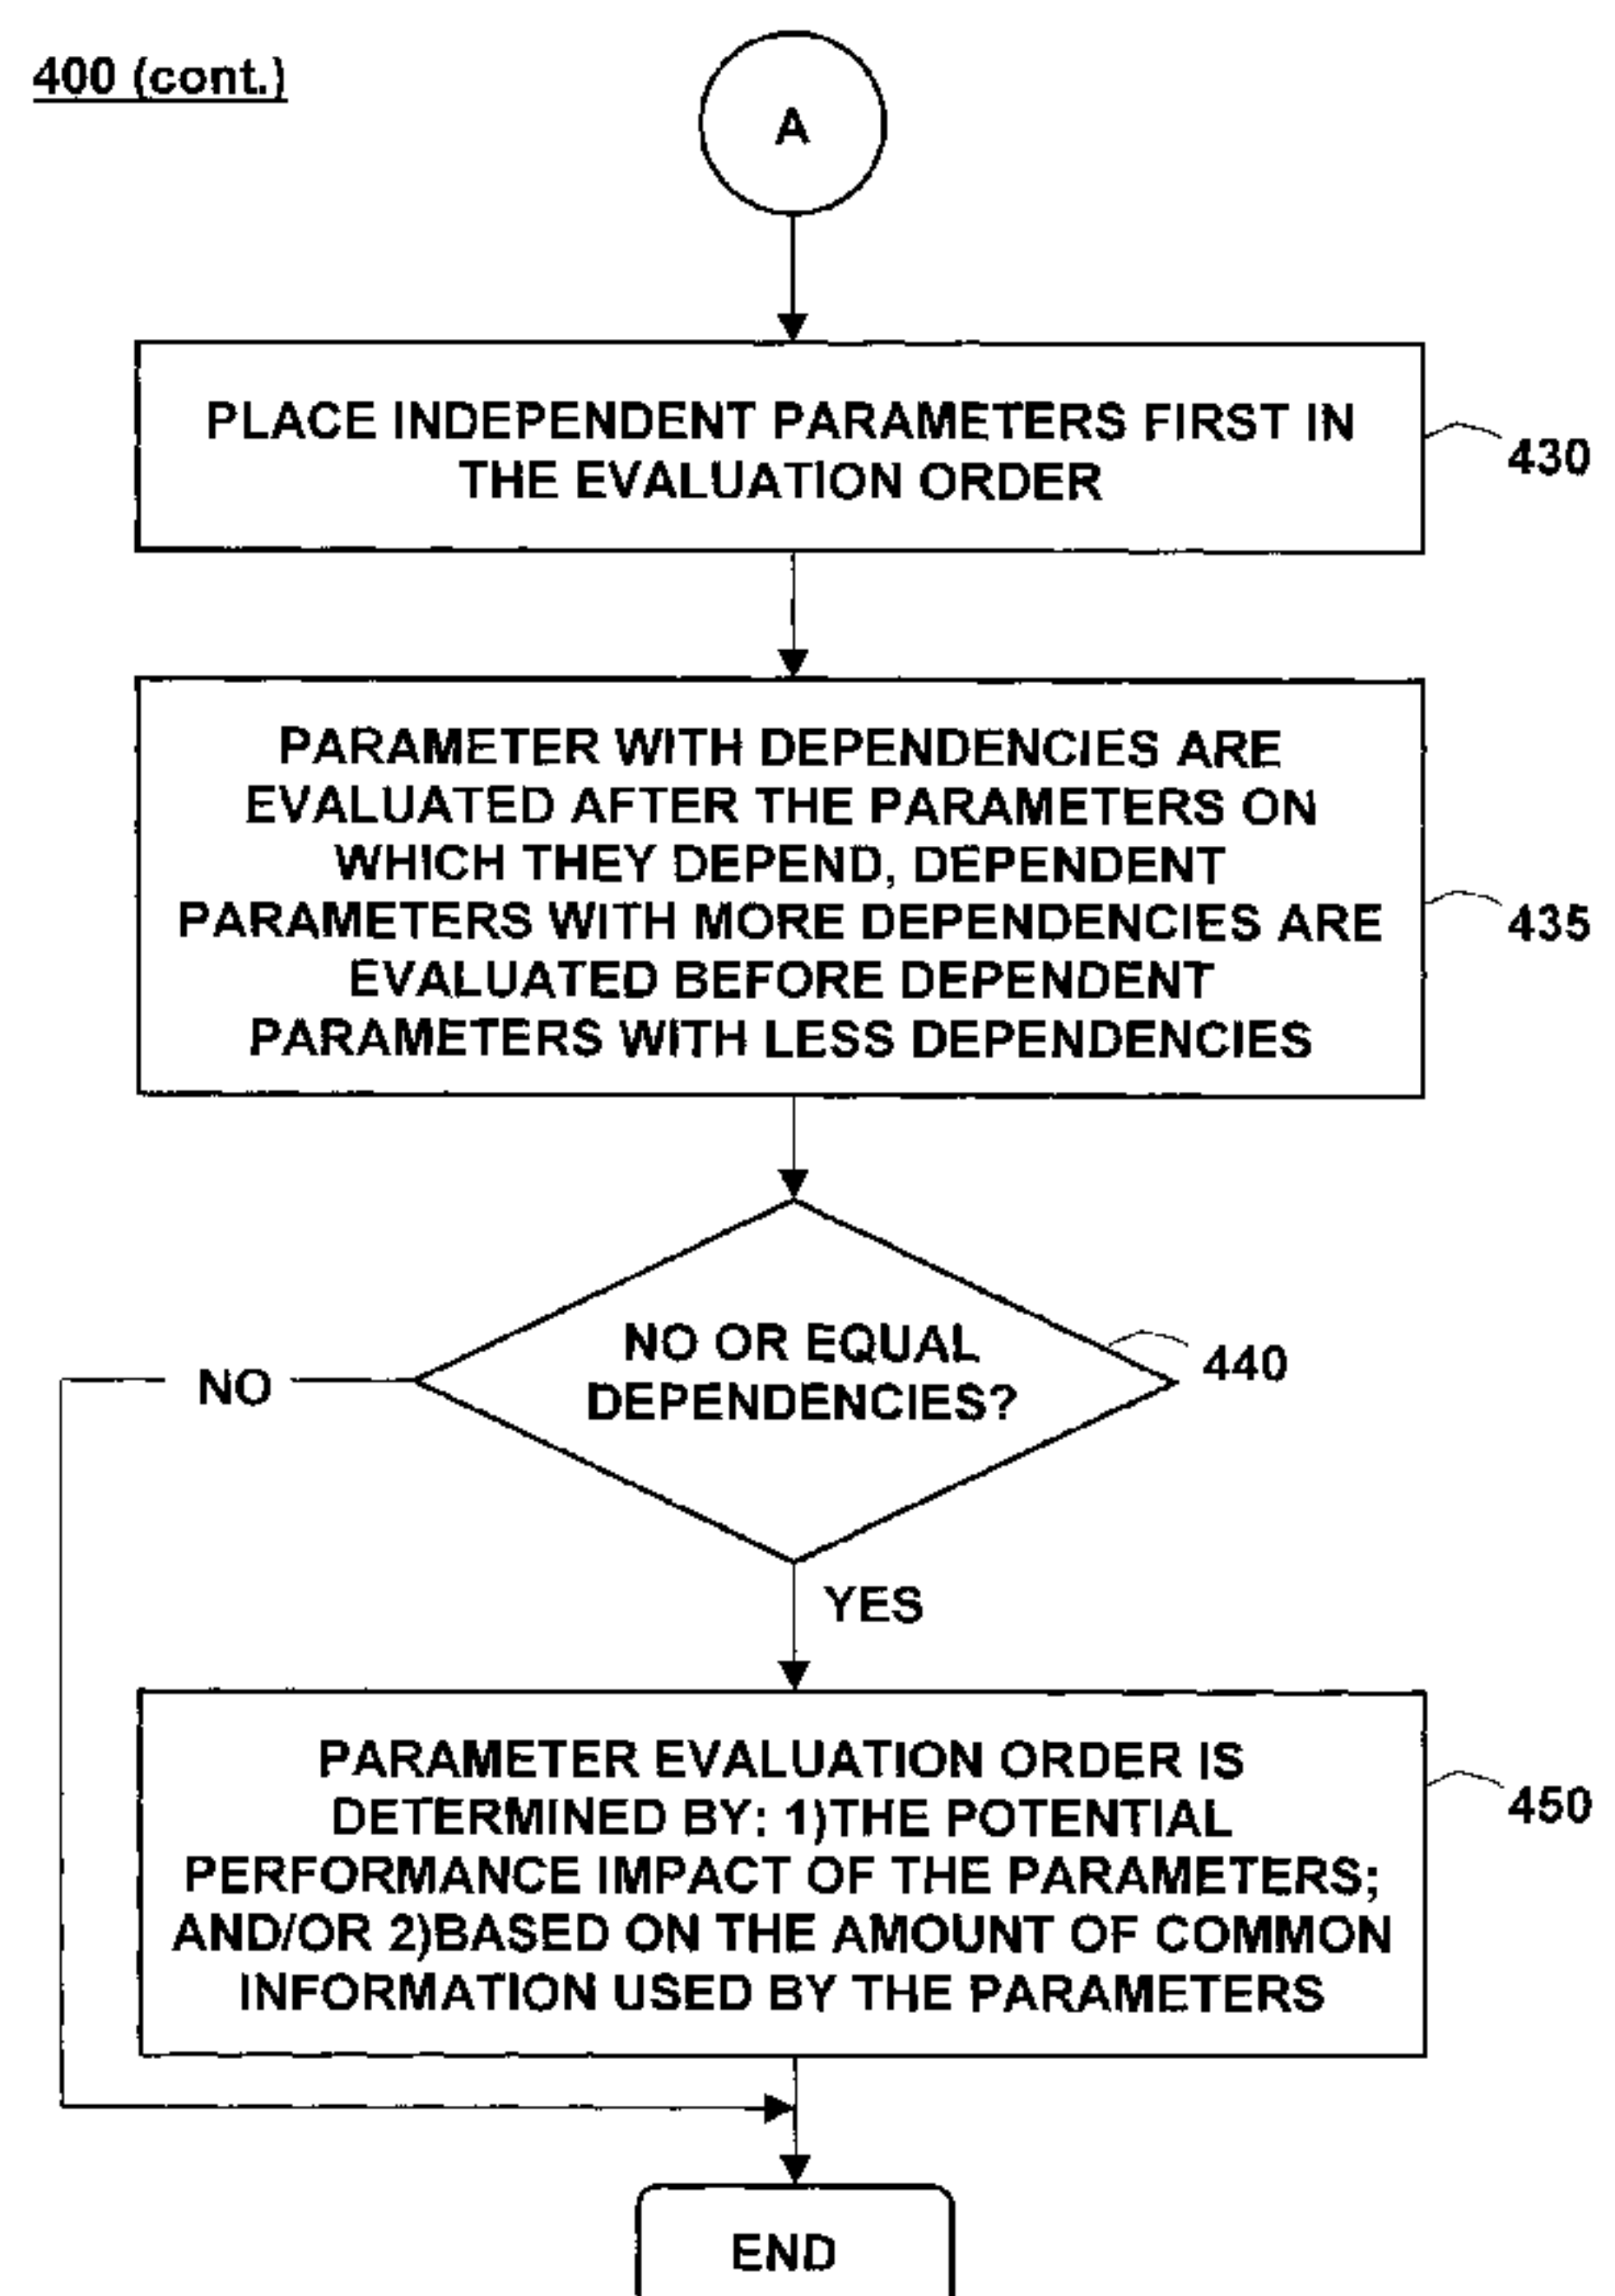 400 (cont.)
A
PLACE INDEPENDENT PARAMETERS FIRST IN
THE EVALUATION ORDER
430
PARAMETER WITH DEPENDENCIES ARE
EVALUATED AFTER THE PARAMETERS ON
WHICH THEY DEPEND, DEPENDENT
PARAMETERS WITH MORE DEPENDENCIES ARE
EVALUATED BEFORE DEPENDENT
PARAMETERS WITH LESS DEPENDENCIES
435
NO OR EQUAL
DEPENDENCIES?
440
NO
YES
PARAMETER EVALUATION ORDER IS
DETERMINED BY: 1)THE POTENTIAL
PERFORMANCE IMPACT OF THE PARAMETERS;
AND/OR 2)BASED ON THE AMOUNT OF COMMON
INFORMATION USED BY THE PARAMETERS
450
END